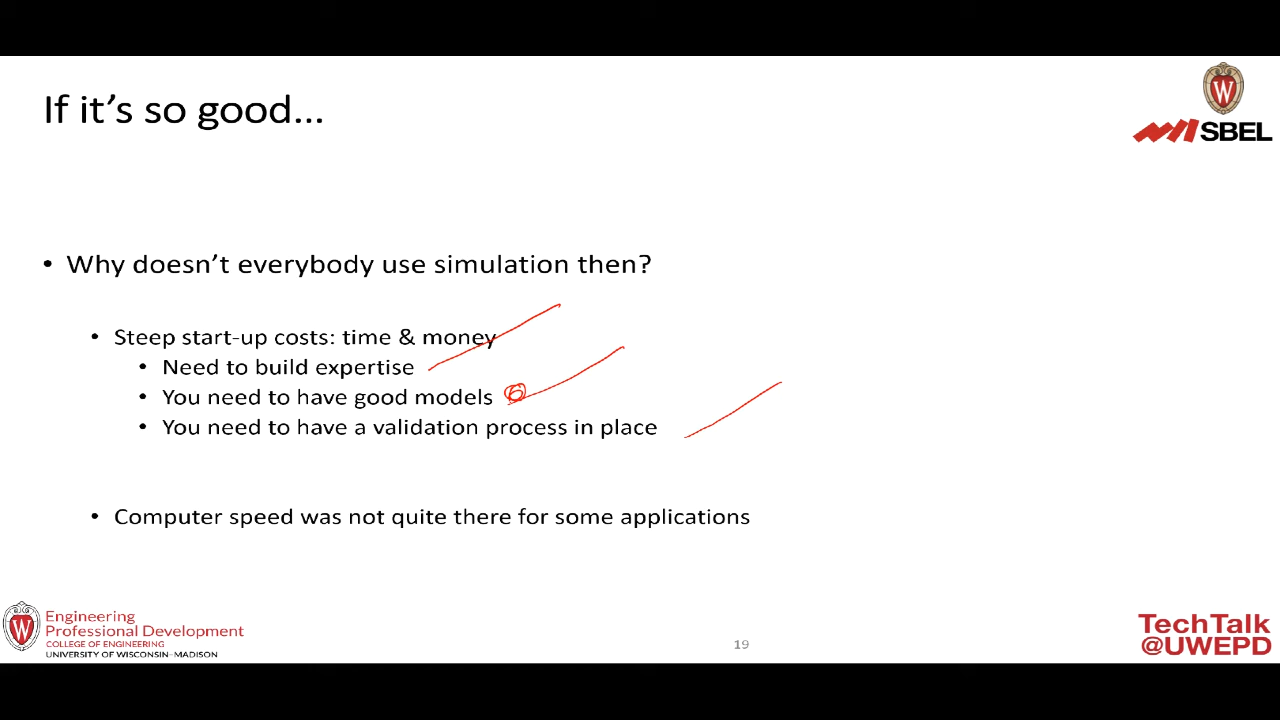 If it's so good...
SBEL
• Why doesn't everybody use simulation then?
• Steep start-up costs: time & money
• Need to build expertise
• You need to have good models
• You need to have a validation process in place
• Computer speed was not quite there for some applications
W
Engineering
Professional Development
COLLEGE OF ENGINEERING
UNIVERSITY OF WISCONSIN–MADISON
19
TechTalk
@UWEPD